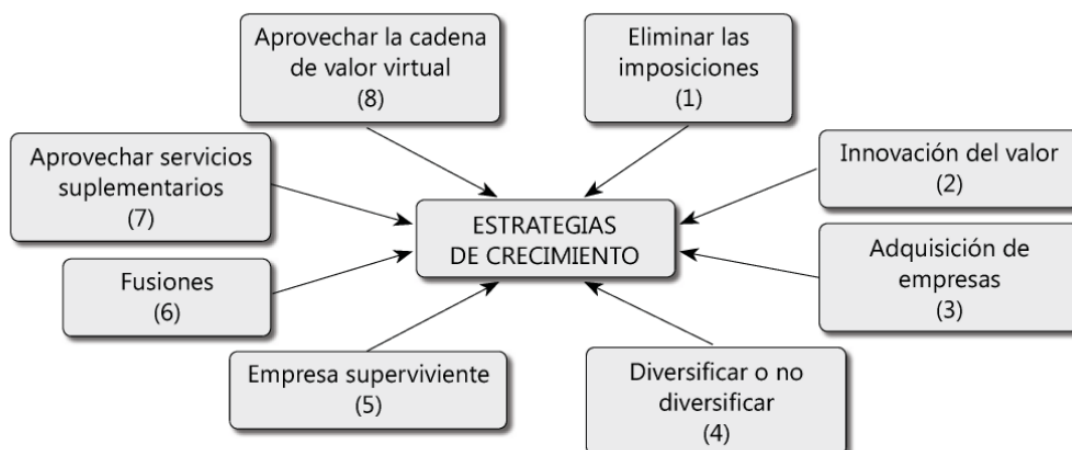 Aprovechar la cadena
de valor virtual
(8)
Eliminar las
imposiciones
(1)
Aprovechar servicios
suplementarios
(7)
Innovación del valor
(2)
ESTRATEGIAS
DE CRECIMIENTO
Adquisición de
empresas
(3)
Fusiones
(6)
Empresa superviviente
(5)
Diversificar o no
diversificar
(4)